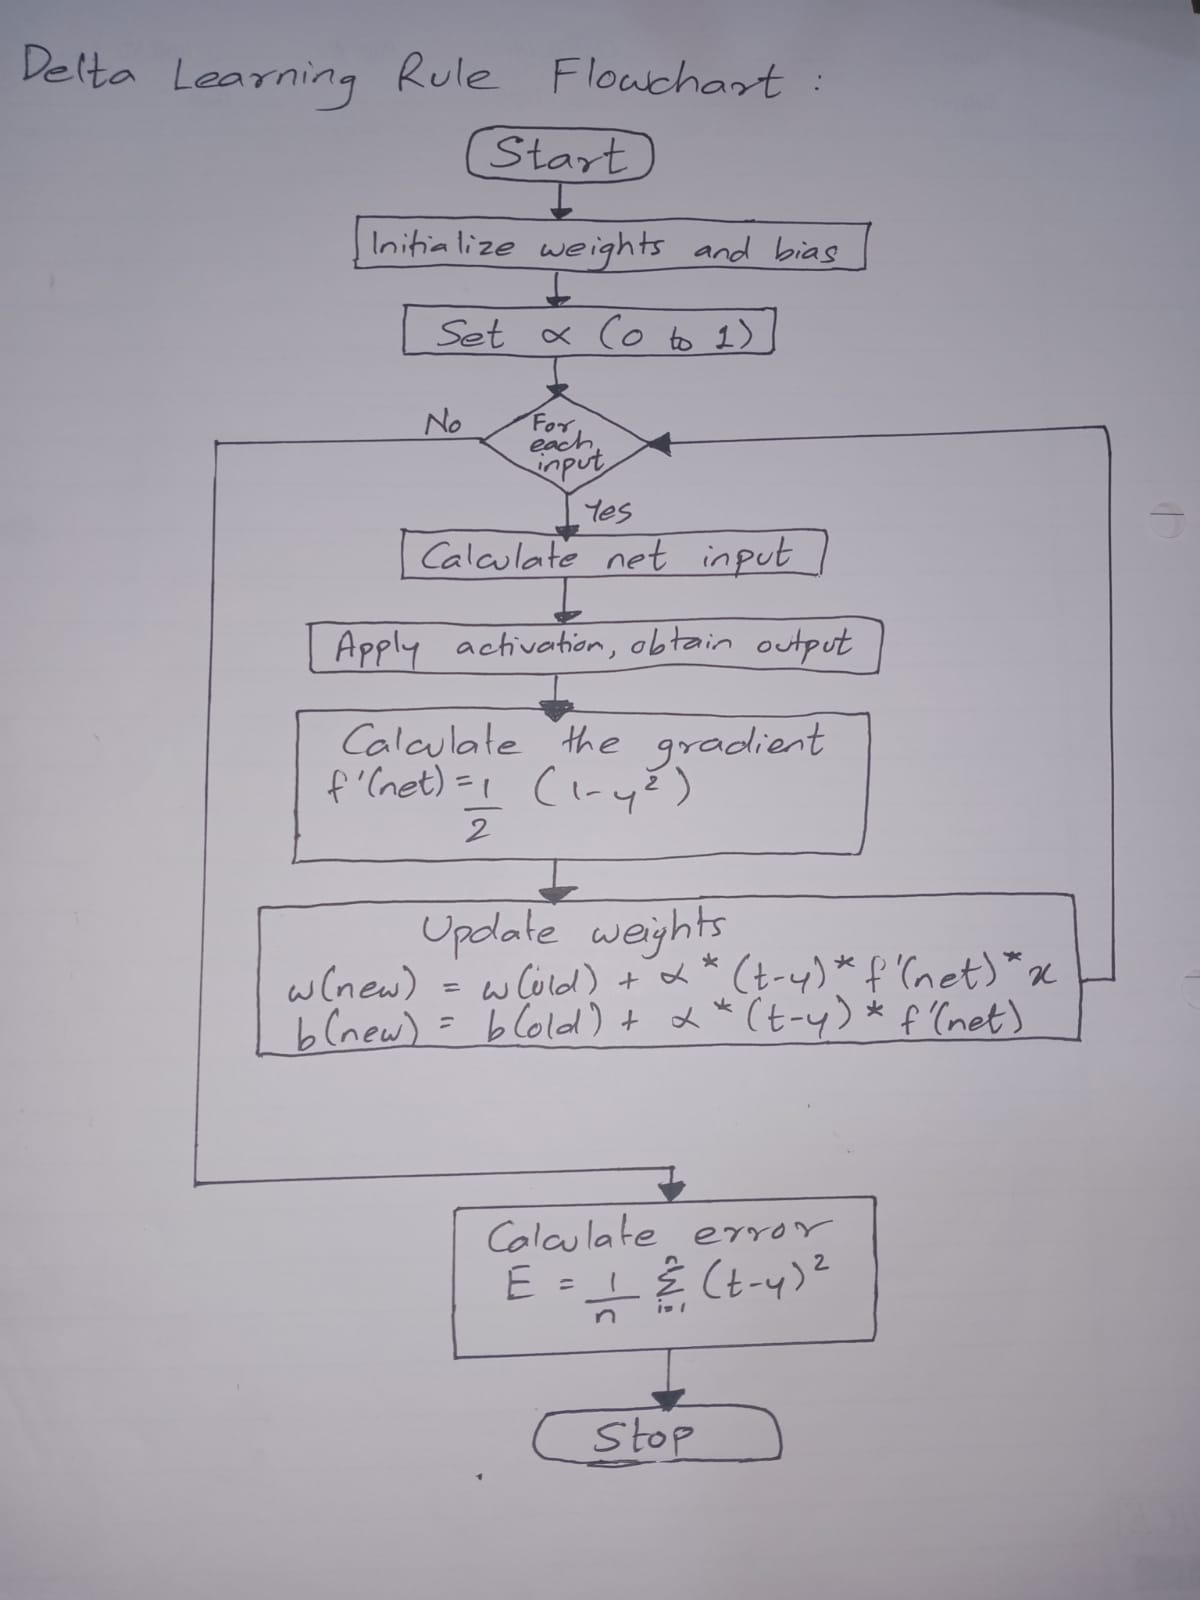 Delta Learning Rule Flowchart :
Start
Initialize weights and bias
Set ∝ (0 to 1)
No
For
each
input
Yes
Calculate net input
Apply activation, obtain output
Calculate the gradient
f'(net) = 1/2 (1-y²)
Update weights
w(new) = w(old) + α * (t-y) * f'(net) * x
b(new) = b(old) + α * (t-y) * f'(net)
Calculate error
E = 1/n Σ i=1 n (t-y)²
Stop